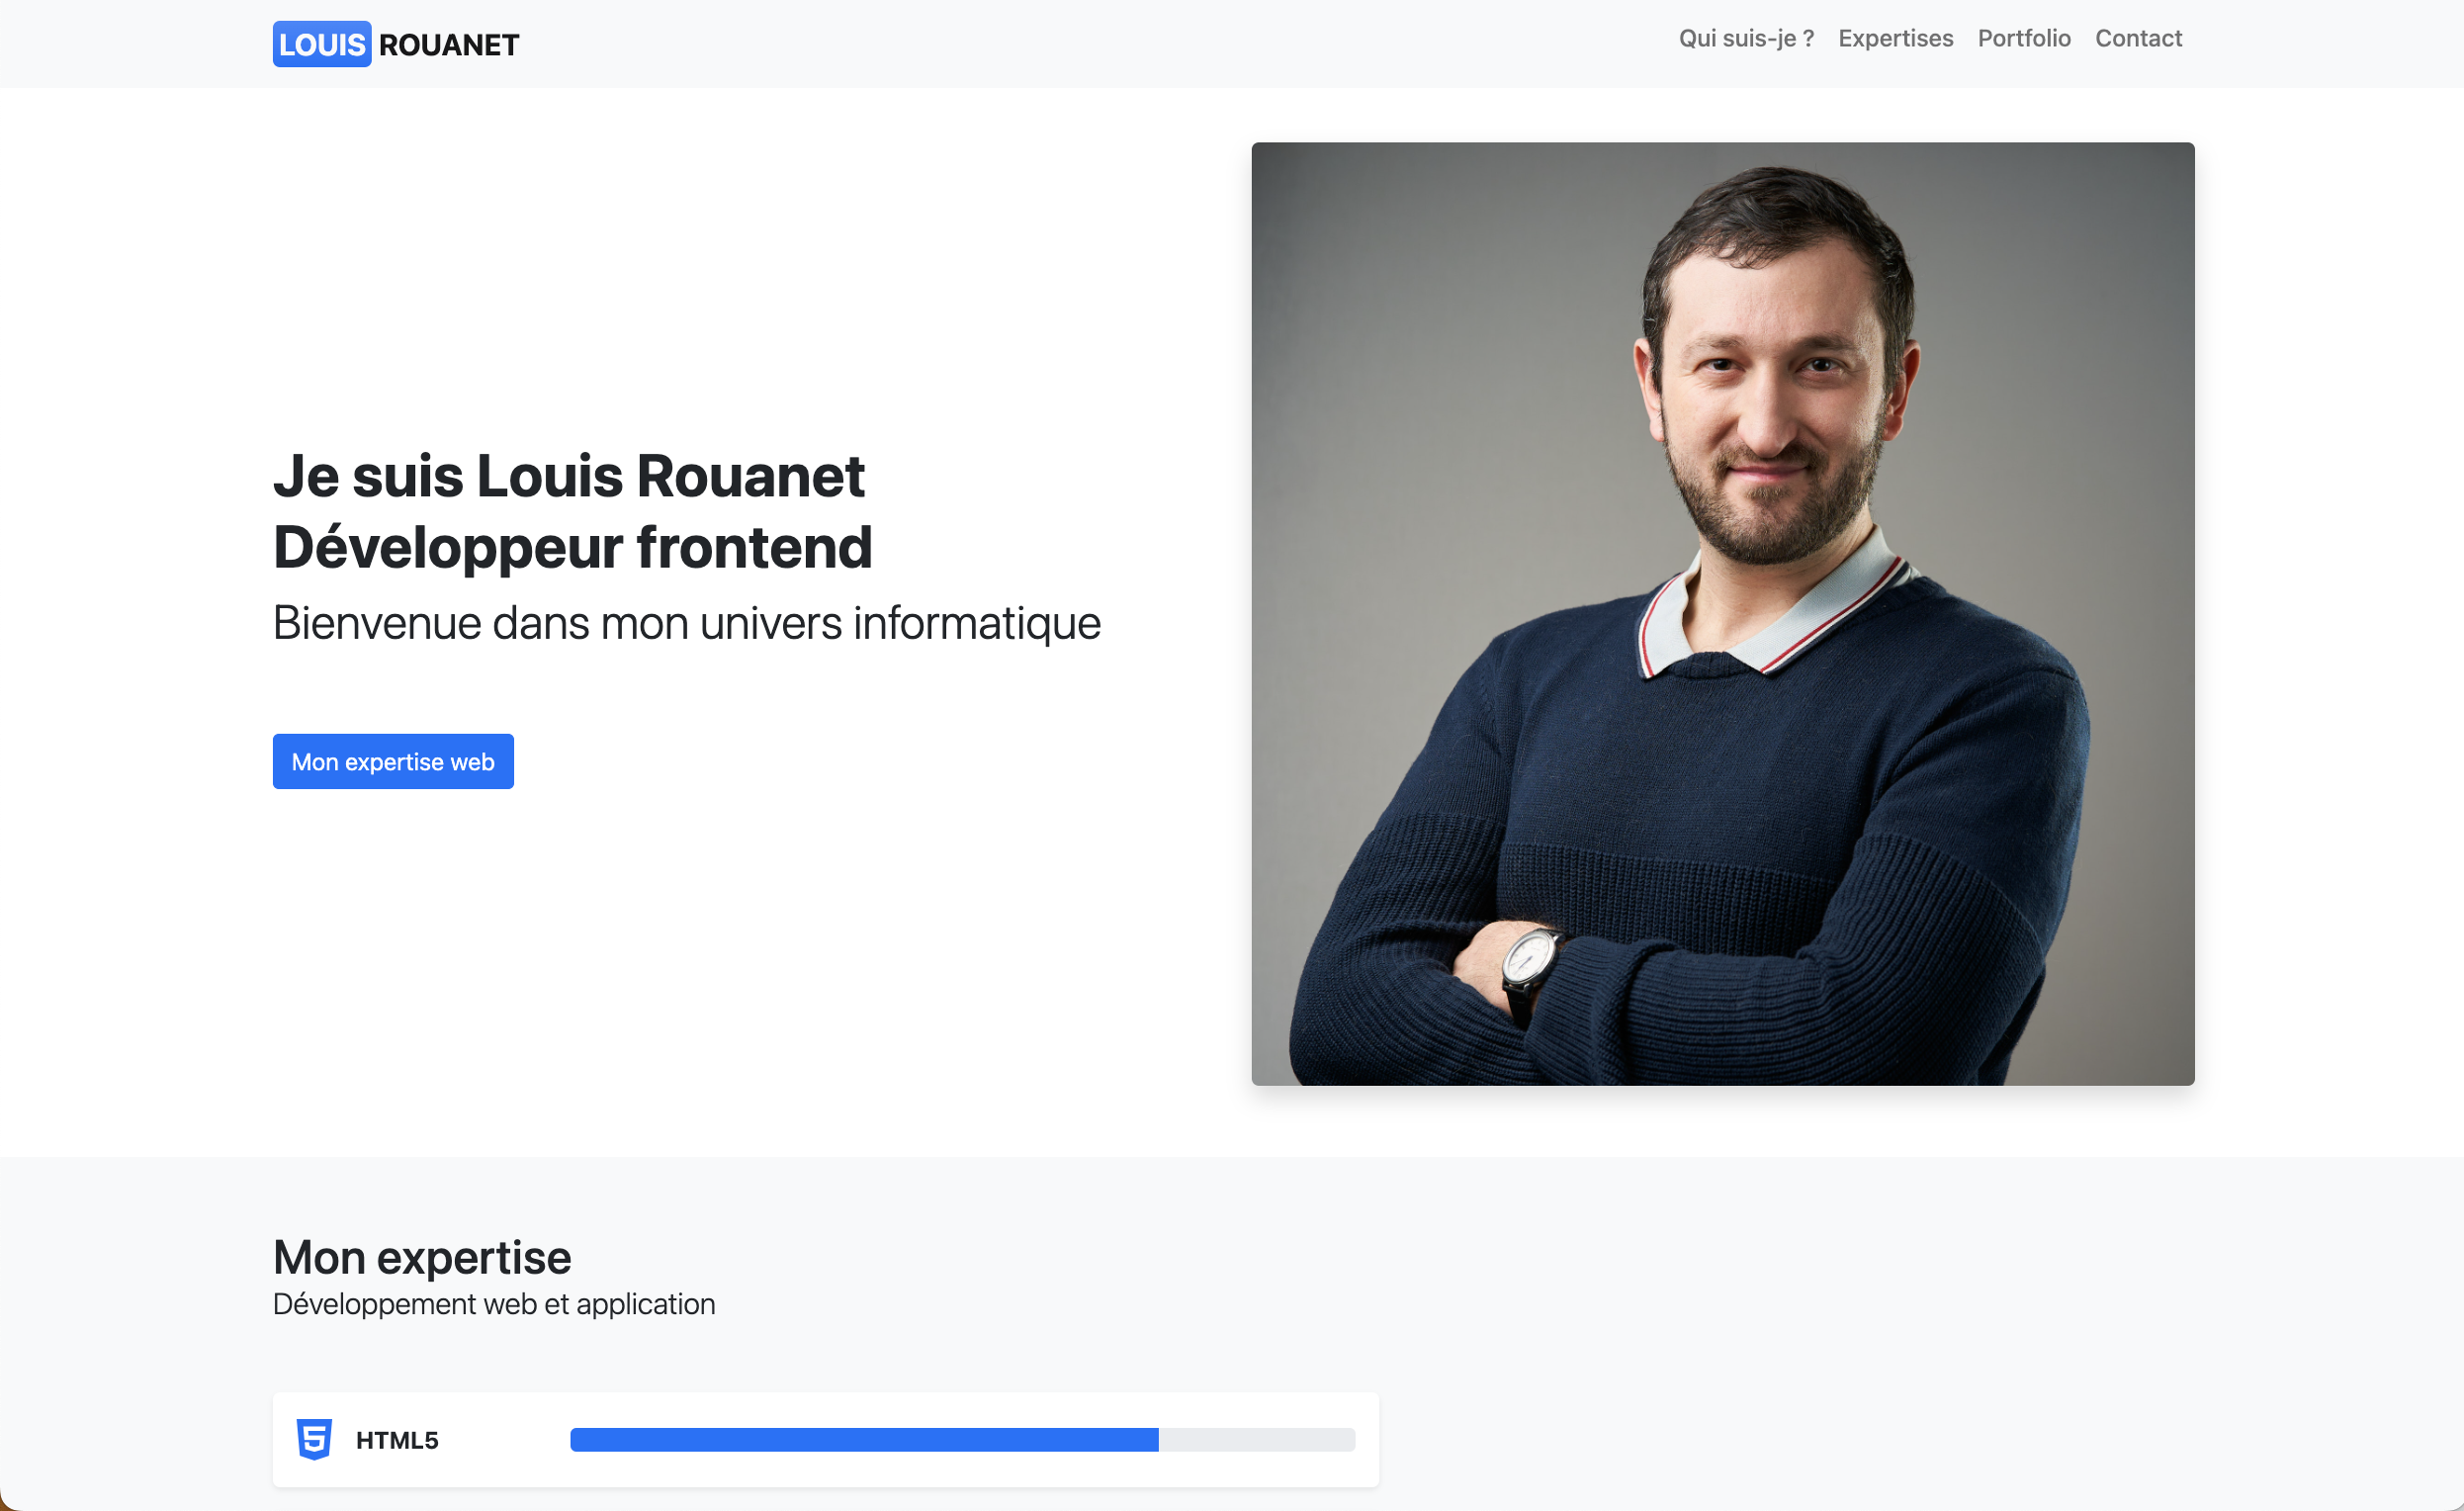 LOUIS ROUANET
Qui suis-je ? Expertises Portfolio Contact
Je suis Louis Rouanet
Développeur frontend
Bienvenue dans mon univers informatique
Mon expertise web
Mon expertise
Développement web et application
5 HTML5